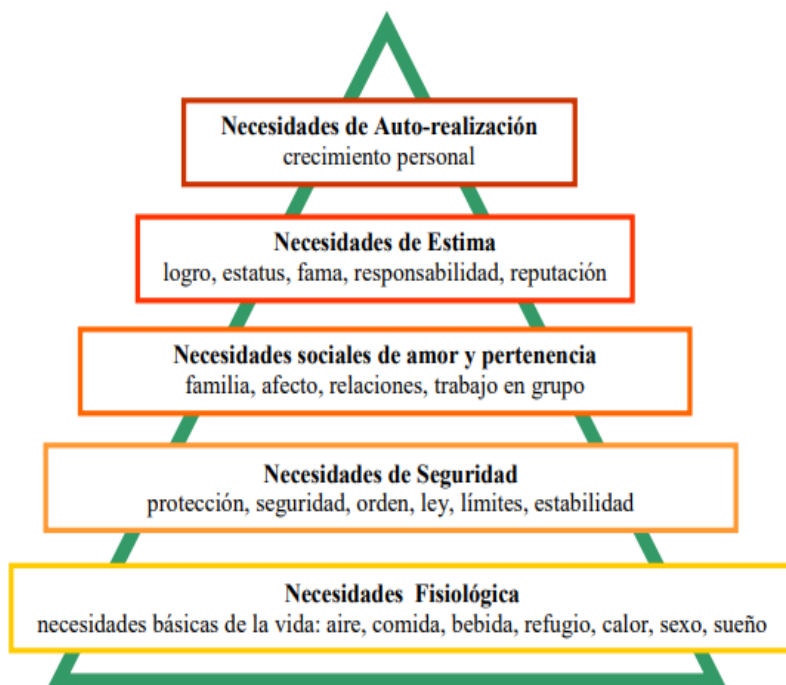 Necesidades de Auto-realización
crecimiento personal
Necesidades de Estima
logro, estatus, fama, responsabilidad, reputación
Necesidades sociales de amor y pertenencia
familia, afecto, relaciones, trabajo en grupo
Necesidades de Seguridad
protección, seguridad, orden, ley, límites, estabilidad
Necesidades Fisiológica
necesidades básicas de la vida: aire, comida, bebida, refugio, calor, sexo, sueño